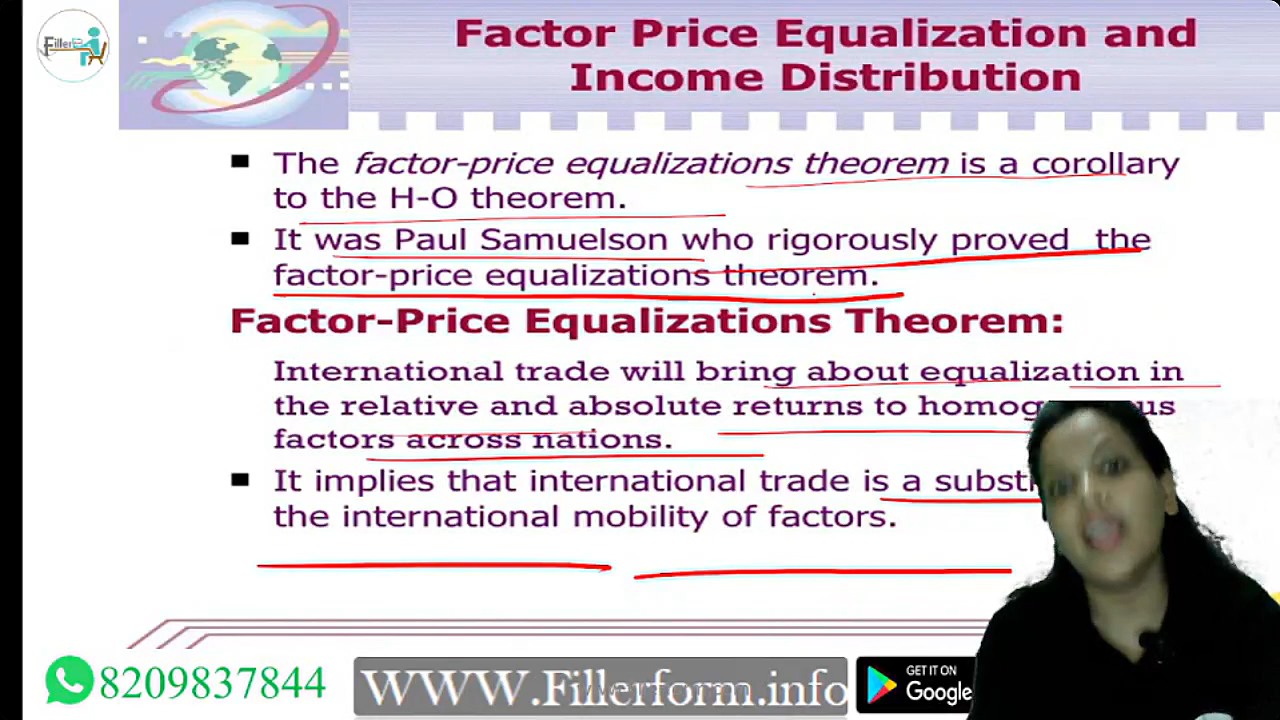 Filler
Factor Price Equalization and
Income Distribution
■ The factor-price equalizations theorem is a corollary
to the H-O theorem.
■ It was Paul Samuelson who rigorously proved the
factor-price equalizations theorem.
Factor-Price Equalizations Theorem:
International trade will bring about equalization in
the relative and absolute returns to
factors across nations.
■ It implies that international trade is a
the international mobility of factors.
8209837844
WWW.Fillerform.info
GET IT ON
Google